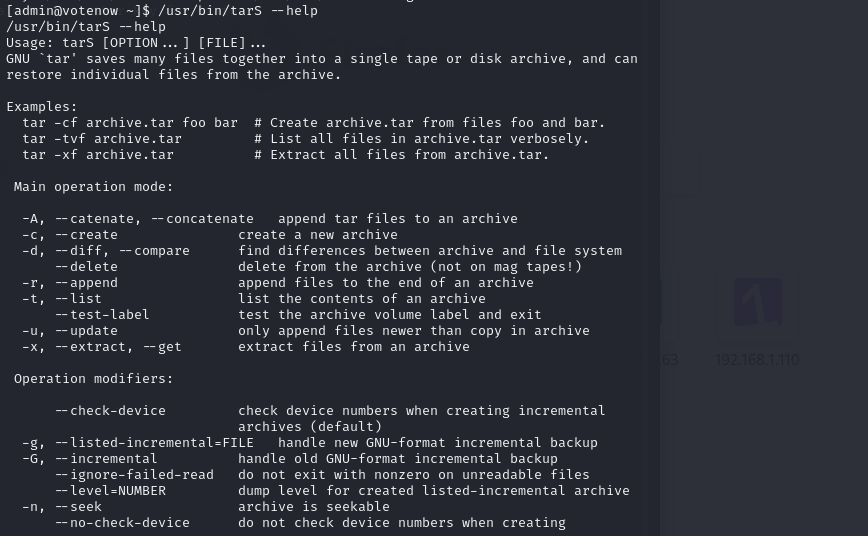 [admin@votenow ~]$ /usr/bin/tarS --help
/usr/bin/tarS --help
Usage: tarS [OPTION...] [FILE]...
GNU `tar' saves many files together into a single tape or disk archive, and can
restore individual files from the archive.
Examples:
  tar -cf archive.tar foo bar  # Create archive.tar from files foo and bar.
  tar -tvf archive.tar         # List all files in archive.tar verbosely.
  tar -xf archive.tar          # Extract all files from archive.tar.
 Main operation mode:
  -A, --catenate, --concatenate   append tar files to an archive
  -c, --create               create a new archive
  -d, --diff, --compare      find differences between archive and file system
      --delete               delete from the archive (not on mag tapes!)
  -r, --append               append files to the end of an archive
  -t, --list                 list the contents of an archive
      --test-label           test the archive volume label and exit
  -u, --update               only append files newer than copy in archive
  -x, --extract, --get       extract files from an archive
.63
192.168.1.110
 Operation modifiers:
      --check-device         check device numbers when creating incremental
                             archives (default)
  -g, --listed-incremental=FILE   handle new GNU-format incremental backup
  -G, --incremental          handle old GNU-format incremental backup
      --ignore-failed-read   do not exit with nonzero on unreadable files
      --level=NUMBER         dump level for created listed-incremental archive
  -n, --seek                 archive is seekable
      --no-check-device      do not check device numbers when creating